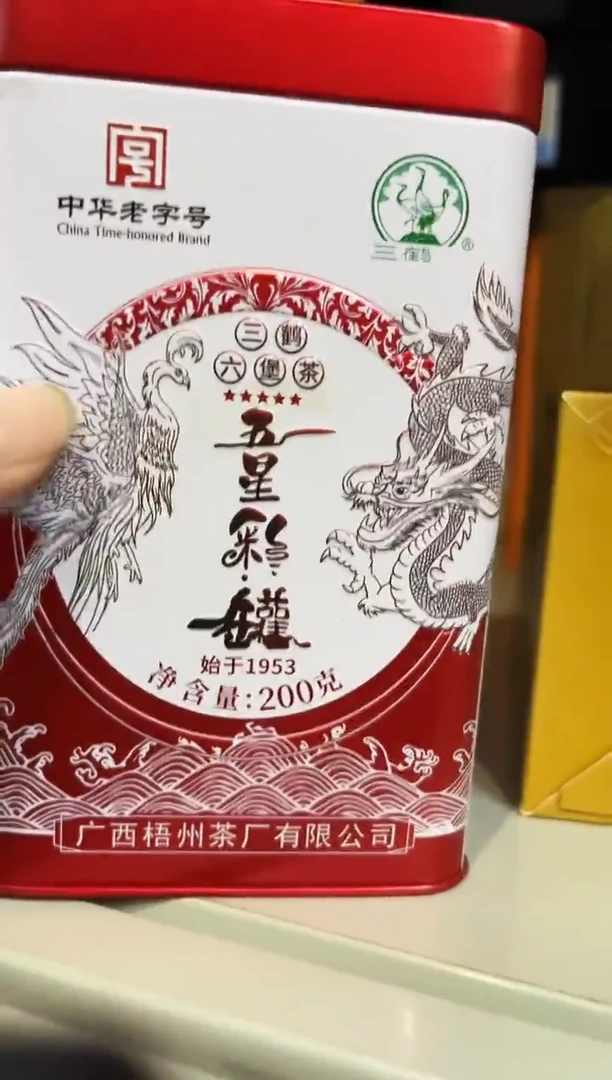 中华老字号
China Time-honored Brand
三鹤
®
三鹤
六堡茶
五星彩罐
始于1953
净含量:200克
广西梧州茶厂有限公司